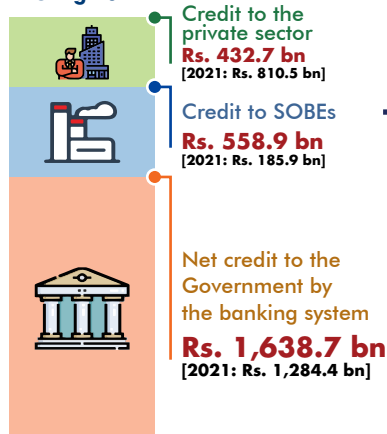 Credit to the
private sector
Rs. 432.7 bn
[2021: Rs. 810.5 bn]
Credit to SOBEs
Rs. 558.9 bn
[2021: Rs. 185.9 bn]
Net credit to the
Government by
the banking system
Rs. 1,638.7 bn
[2021: Rs. 1,284.4 bn]